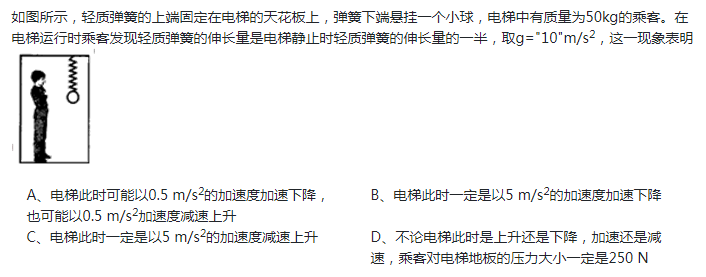 如图所示，轻质弹簧的上端固定在电梯的天花板上，弹簧下端悬挂一个小球，电梯中有质量为50kg的乘客。在
电梯运行时乘客发现轻质弹簧的伸长量是电梯静止时轻质弹簧的伸长量的一半，取g="10"m/s²，这一现象表明
A、电梯此时可能以0.5 m/s²的加速度加速下降，
也可能以0.5 m/s²加速度减速上升
B、电梯此时一定是以5 m/s²的加速度加速下降
C、电梯此时一定是以5 m/s²的加速度减速上升
D、不论电梯此时是上升还是下降，加速还是减
速，乘客对电梯地板的压力大小一定是250 N